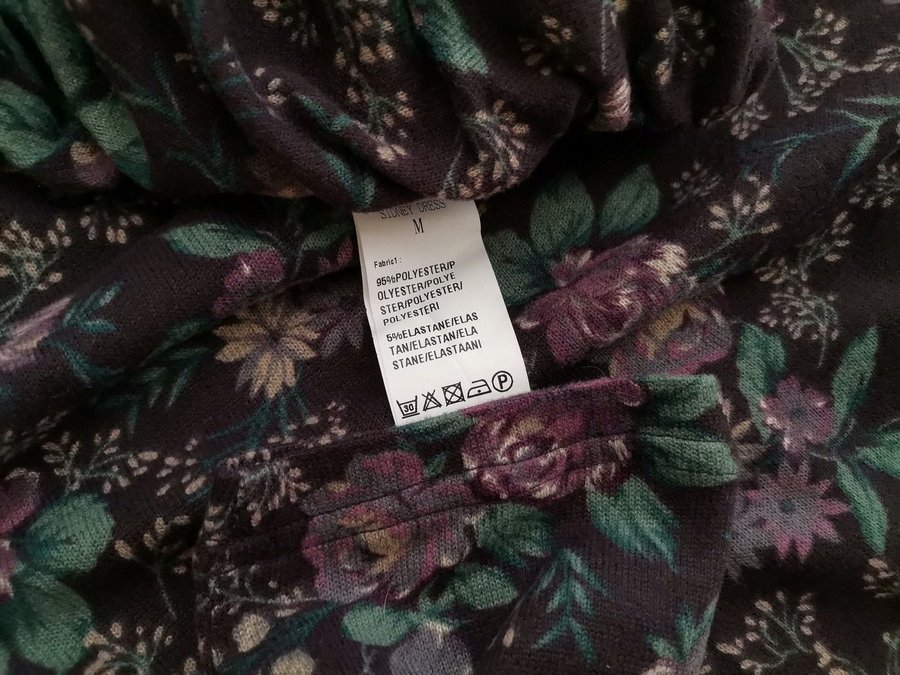 SIDNEY DRESS
M
Fabric1:
95%POLYESTER/P
OLYESTER/POLYE
STER/POLYESTER/
POLYESTERI
5%ELASTANE/ELAS
TAN/ELASTAN/ELA
STANE/ELASTAANI
30 P